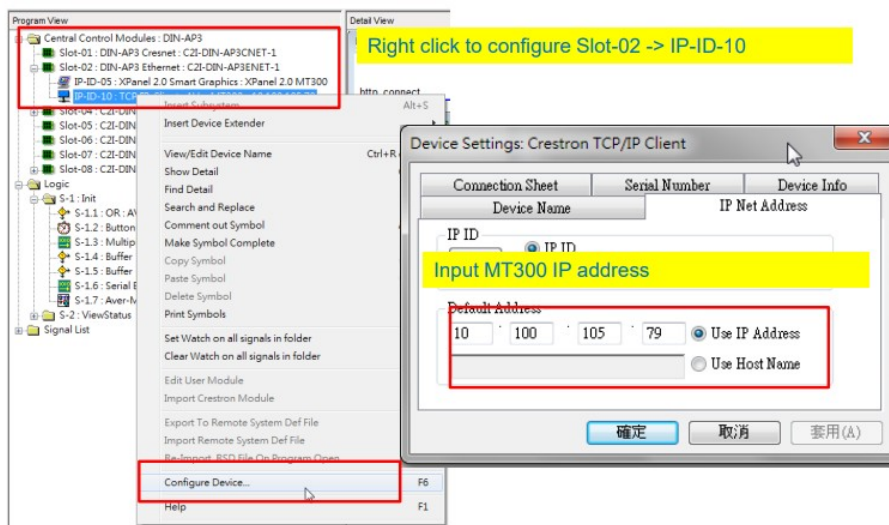 Program View
Detail View
Central Control Modules : DIN-AP3
Slot-01 : DIN-AP3 Cresnet : C2I-DIN-AP3CNET-1
Slot-02 : DIN-AP3 Ethernet : C2I-DIN-AP3ENET-1
IP-ID-05 : XPanel 2.0 Smart Graphics : XPanel 2.0 MT300
IP-ID-10 : TCP/IP
Slot-04 : C2I-DIN
Slot-05 : C2I-DIN
Slot-06 : C2I-DIN
Slot-07 : C2I-DIN
Slot-08 : C2I-DIN
Logic
S-1 : Init
S-1.1 : OR : A
S-1.2 : Button
S-1.3 : Multip
S-1.4 : Buffer
S-1.5 : Buffer
S-1.6 : Serial
S-1.7 : Aver-M
S-2 : ViewStatus
Signal List
Right click to configure Slot-02 -> IP-ID-10
http_connect
Insert Subsystem Alt+S
Insert Device Extender
View/Edit Device Name Ctrl+R
Show Detail
Find Detail
Search and Replace
Comment out Symbol
Make Symbol Complete
Copy Symbol
Paste Symbol
Delete Symbol
Print Symbols
Set Watch on all signals in folder
Clear Watch on all signals in folder
Edit User Module
Import Crestron Module
Export To Remote System Def File
Import Remote System Def File
Re-Import .RSD File On Program Open
Configure Device... F6
Help F1
Device Settings: Crestron TCP/IP Client
Connection Sheet Serial Number Device Info
Device Name IP Net Address
IP ID
IP ID
Input MT300 IP address
Default Address
10 . 100 . 105 . 79 Use IP Address
Use Host Name
確定 取消 套用(A)